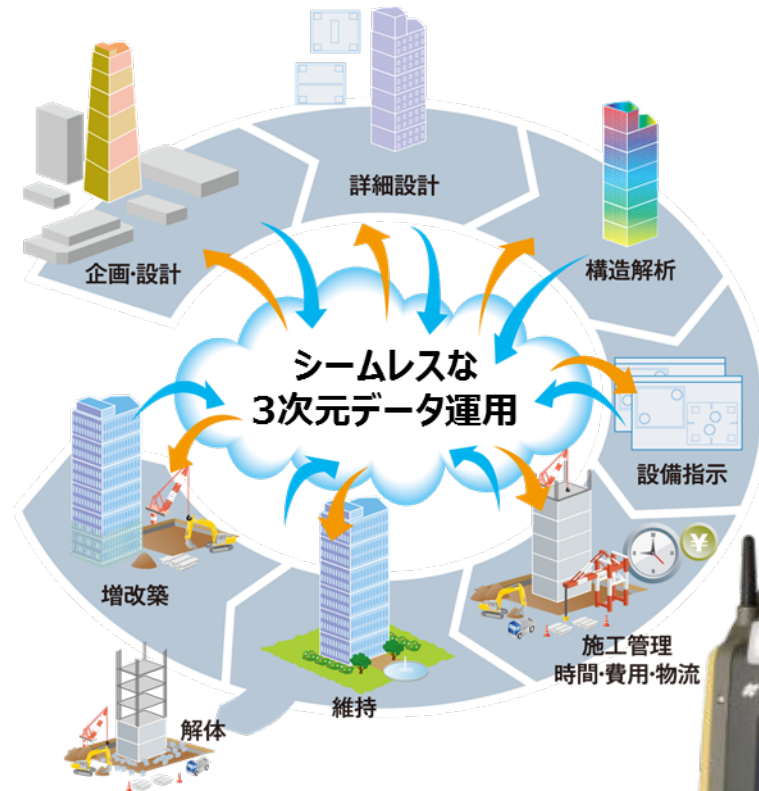 詳細設計
企画・設計
構造解析
シームレスな
3次元データ運用
設備指示
¥
増改築
施工管理
時間・費用・物流
維持
解体